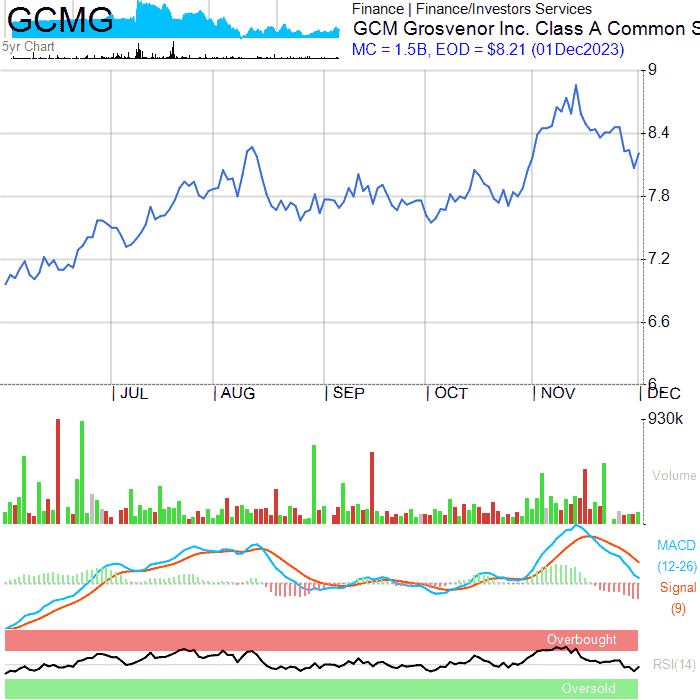 GCMG
5yr Chart
Finance | Finance/Investors Services
GCM Grosvenor Inc. Class A Common S
MC = 1.5B, EOD = $8.21 (01Dec2023)
9
8.4
7.8
7.2
6.6
6
JUL AUG SEP OCT NOV DEC
930k
Volume
MACD
(12-26)
Signal
(9)
Overbought
RSI(14)
Oversold